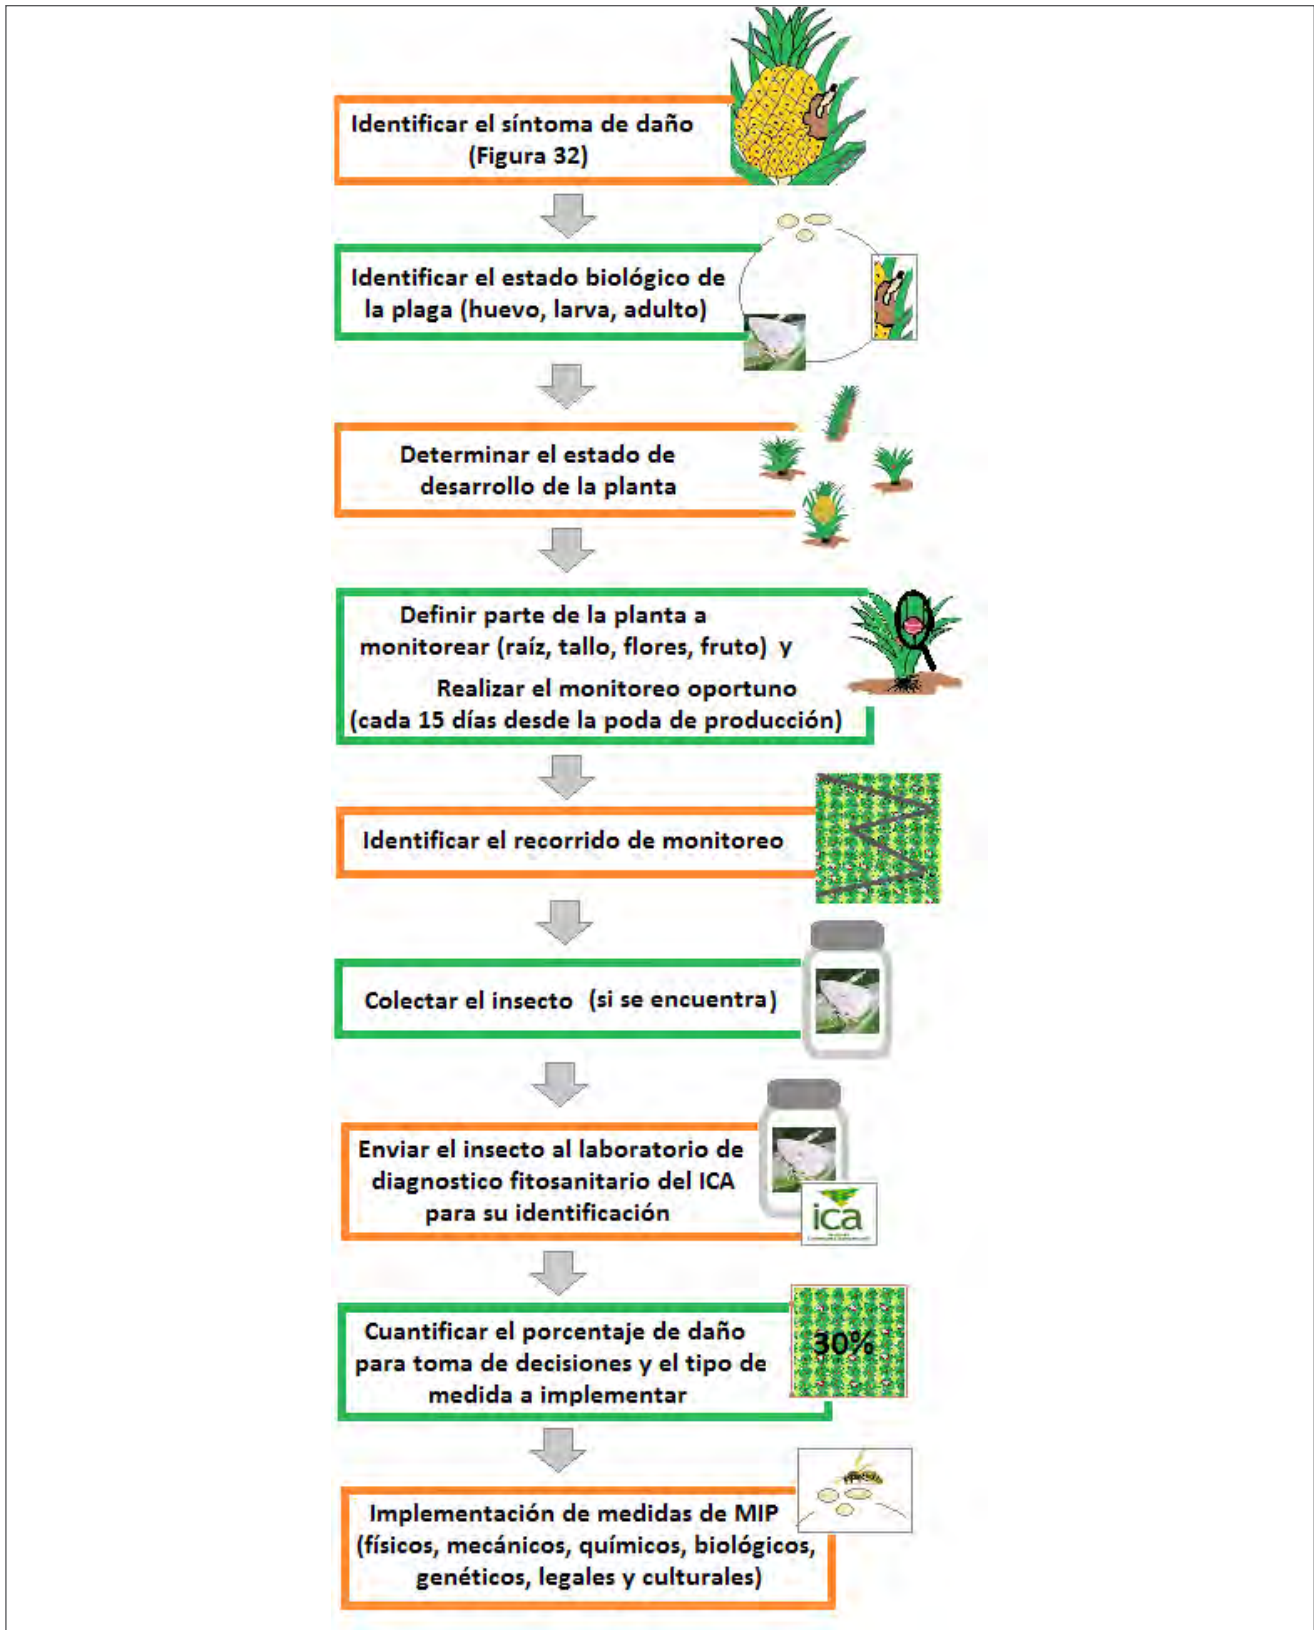 Identificar el síntoma de daño
(Figura 32)
Identificar el estado biológico de
la plaga (huevo, larva, adulto)
Determinar el estado de
desarrollo de la planta
Definir parte de la planta a
monitorear (raíz, tallo, flores, fruto) y
Realizar el monitoreo oportuno
(cada 15 días desde la poda de producción)
Identificar el recorrido de monitoreo
Colectar el insecto (si se encuentra)
Enviar el insecto al laboratorio de
diagnostico fitosanitario del ICA
para su identificación
ica
Cuantificar el porcentaje de daño
para toma de decisiones y el tipo de
medida a implementar
30%
Implementación de medidas de MIP
(físicos, mecánicos, químicos, biológicos,
genéticos, legales y culturales)